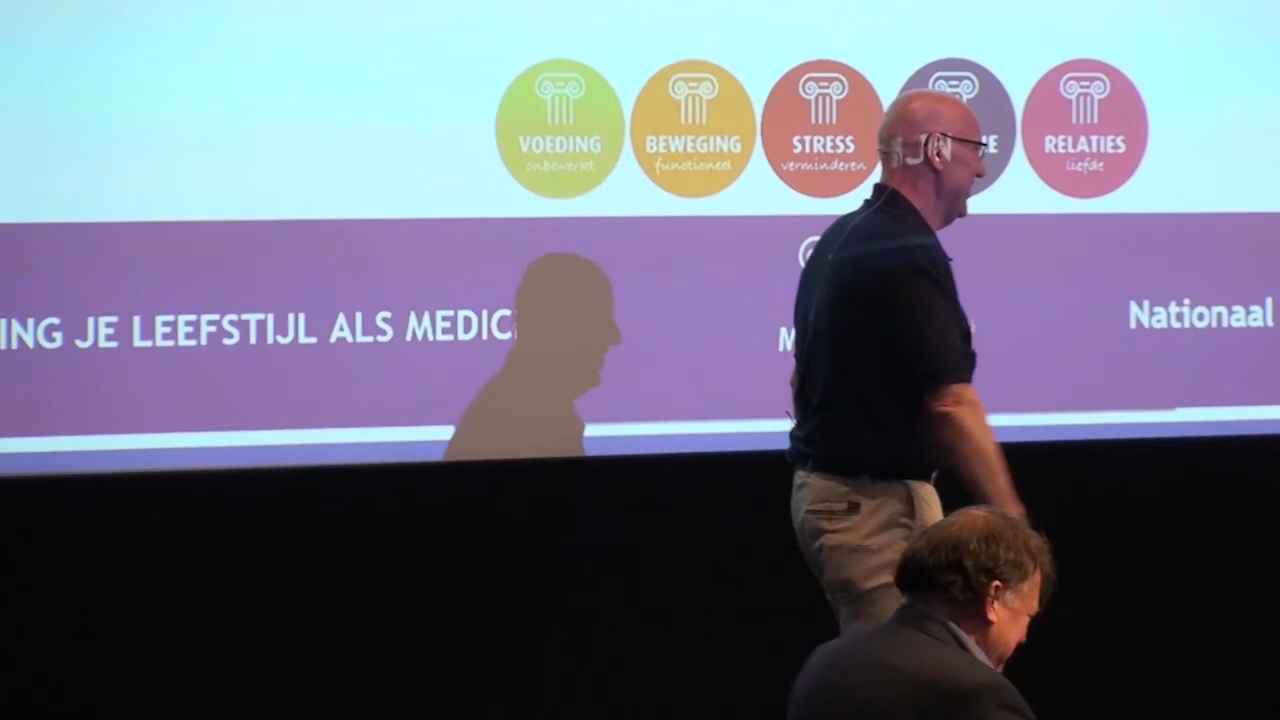 VOEDING
onbewerkt
BEWEGING
functioneel
STRESS
verminderen
RELATIES
liefde
ING JE LEEFSTIJL ALS MEDIC
Nationaal